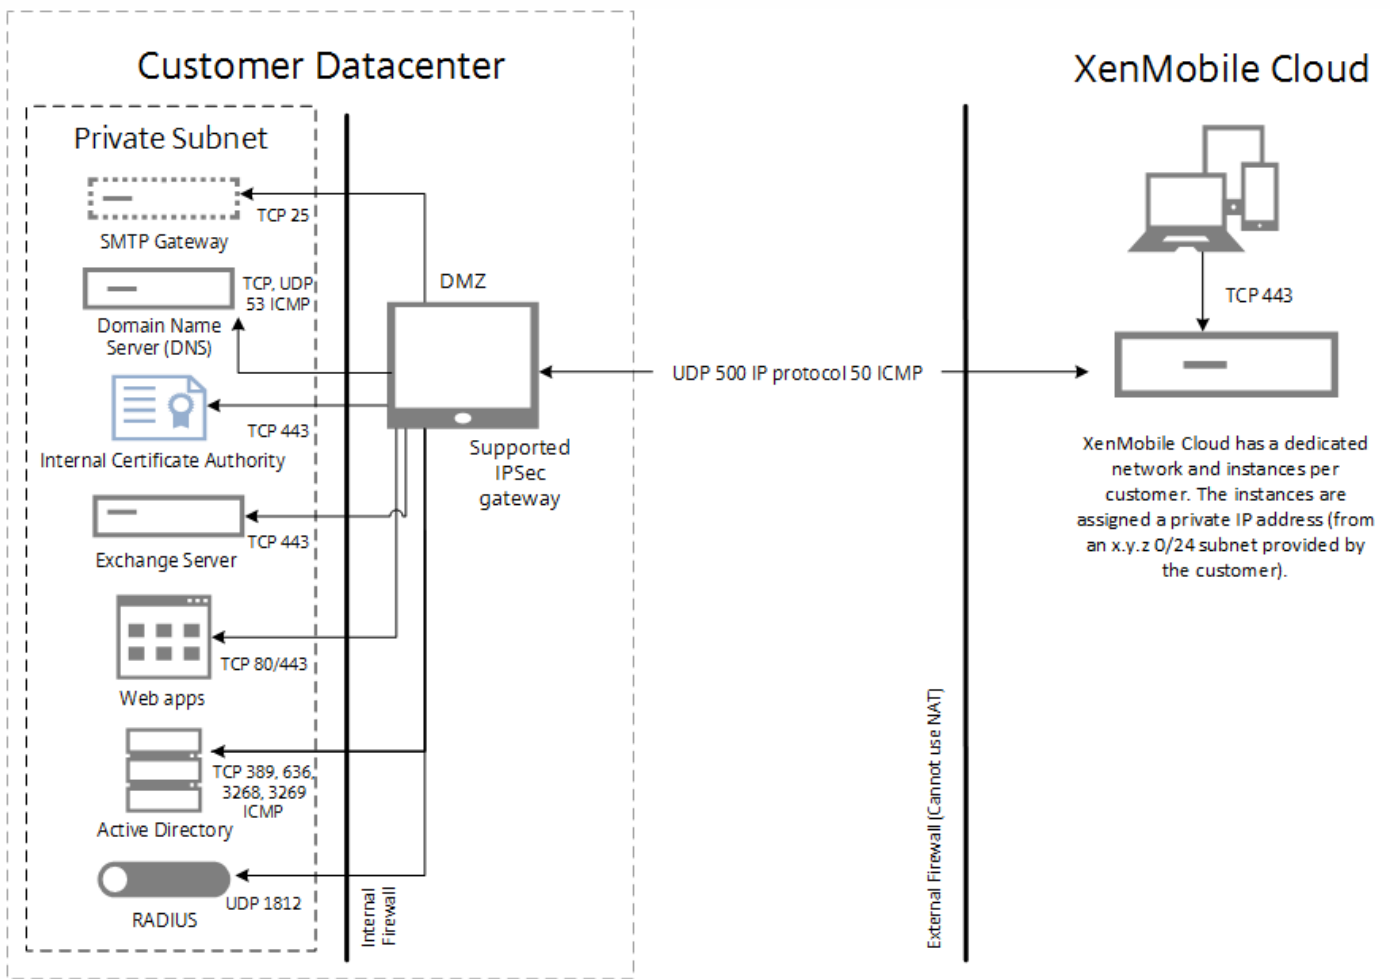 Customer Datacenter
XenMobile Cloud
Private Subnet
TCP 25
SMTP Gateway
TCP, UDP
53 ICMP
Domain Name
Server (DNS)
TCP 443
Internal Certificate Authority
TCP 443
Exchange Server
TCP 80/443
Web apps
TCP 389, 636,
3268, 3269
ICMP
Active Directory
UDP 1812
RADIUS
Internal
Firewall
DMZ
Supported
IPSec
gateway
UDP 500 IP protocol 50 ICMP
External Firewall (Cannot use NAT)
TCP 443
XenMobile Cloud has a dedicated
network and instances per
customer. The instances are
assigned a private IP address (from
an x.y.z 0/24 subnet provided by
the customer).